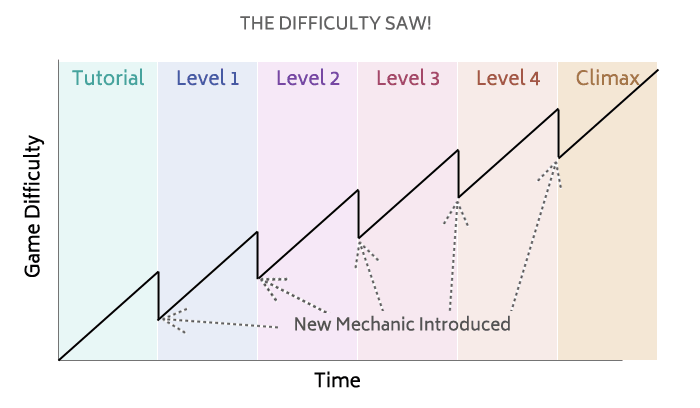 THE DIFFICULTY SAW!
Tutorial
Level 1
Level 2
Level 3
Level 4
Climax
Game Difficulty
New Mechanic Introduced
Time